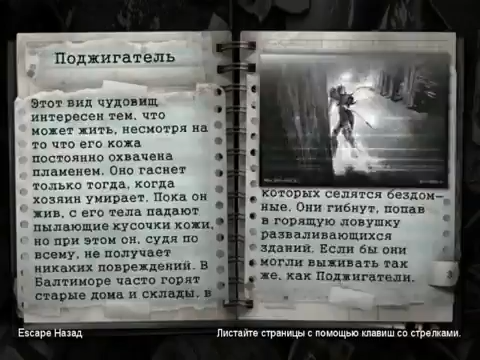 Поджигатель
Этот вид чудовищ
интересен тем, что
может жить, несмотря на
то что его кожа
постоянно охвачена
пламенем. Оно гаснет
только тогда, когда
хозяин умирает. Пока он
жив, с его тела падают
пылающие кусочки кожи,
но при этом он, судя по
всему, не получает
никаких повреждений. В
Балтиморе часто горят
старые дома и склады, в
которых селятся бездом-
ные. Они гибнут, попав
в горящую ловушку
разваливающихся
зданий. Если бы они
могли выживать так
же, как Поджигатели.
Escape Назад
Листайте страницы с помощью клавиш со стрелками.